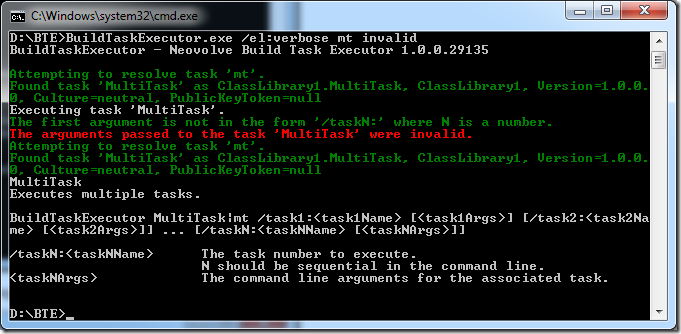 C:\Windows\system32\cmd.exe
D:\BTE>BuildTaskExecutor.exe /el:verbose mt invalid
BuildTaskExecutor - Neovolve Build Task Executor 1.0.0.29135
Attempting to resolve task 'mt'.
Found task 'MultiTask' as ClassLibrary1.MultiTask, ClassLibrary1, Version=1.0.0.
0, Culture=neutral, PublicKeyToken=null
Executing task 'MultiTask'.
The first argument is not in the form '/taskN:' where N is a number.
The arguments passed to the task 'MultiTask' were invalid.
Attempting to resolve task 'mt'.
Found task 'MultiTask' as ClassLibrary1.MultiTask, ClassLibrary1, Version=1.0.0.
0, Culture=neutral, PublicKeyToken=null
MultiTask
Executes multiple tasks.
BuildTaskExecutor MultiTask|mt /task1:<task1Name> [<task1Args>] [/task2:<task2Na
me> [<task2Args>]] ... [/taskN:<taskNName> [<taskNArgs>]]
/taskN:<taskNName> The task number to execute.
N should be sequential in the command line.
<taskNArgs> The command line arguments for the associated task.
D:\BTE>_